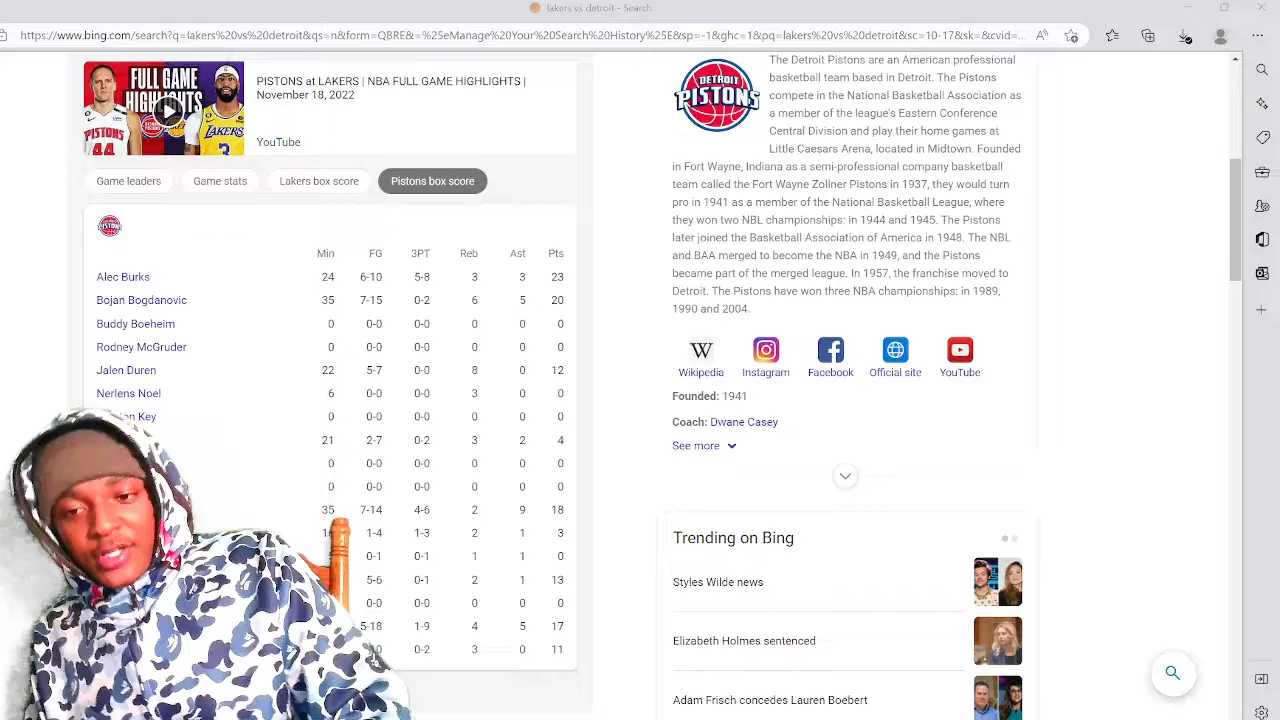 lakers vs detroit - Search
https://www.bing.com/search?q=lakers%20vs%20detroit&qs=n&form=QBRE&=%25eManage%20Your%20Search%20History%25E&sp=-1&ghc=1&pq=lakers%20vs%20detroit&sc=10-17&sk=&cvid=...
FULL GAME
HIGHLIGHTS
PISTONS
44
LAKERS
PISTONS at LAKERS | NBA FULL GAME HIGHLIGHTS |
November 18, 2022
YouTube
Game leaders
Game stats
Lakers box score
Pistons box score
Min FG 3PT Reb Ast Pts
Alec Burks 24 6-10 5-8 3 3 23
Bojan Bogdanovic 35 7-15 0-2 6 5 20
Buddy Boeheim 0 0-0 0-0 0 0 0
Rodney McGruder 0 0-0 0-0 0 0 0
Jalen Duren 22 5-7 0-0 8 0 12
Nerlens Noel 6 0-0 0-0 3 0 0
Key 0 0-0 0-0 0 0 0
21 2-7 0-2 3 2 4
0 0-0 0-0 0 0 0
0 0-0 0-0 0 0 0
35 7-14 4-6 2 9 18
1-4 1-3 2 1 3
0-1 0-1 1 1 0
5-6 0-1 2 1 13
0-0 0-0 0 0 0
5-18 1-9 4 5 17
0-2 3 0 11
DETROIT
PISTONS
The Detroit Pistons are an American professional
basketball team based in Detroit. The Pistons
compete in the National Basketball Association as
a member of the league's Eastern Conference
Central Division and play their home games at
Little Caesars Arena, located in Midtown. Founded
in Fort Wayne, Indiana as a semi-professional company basketball
team called the Fort Wayne Zollner Pistons in 1937, they would turn
pro in 1941 as a member of the National Basketball League, where
they won two NBL championships: in 1944 and 1945. The Pistons
later joined the Basketball Association of America in 1948. The NBL
and BAA merged to become the NBA in 1949, and the Pistons
became part of the merged league. In 1957, the franchise moved to
Detroit. The Pistons have won three NBA championships: in 1989,
1990 and 2004.
Wikipedia
Instagram
Facebook
Official site
YouTube
Founded: 1941
Coach: Dwane Casey
See more
Trending on Bing
Styles Wilde news
Elizabeth Holmes sentenced
Adam Frisch concedes Lauren Boebert